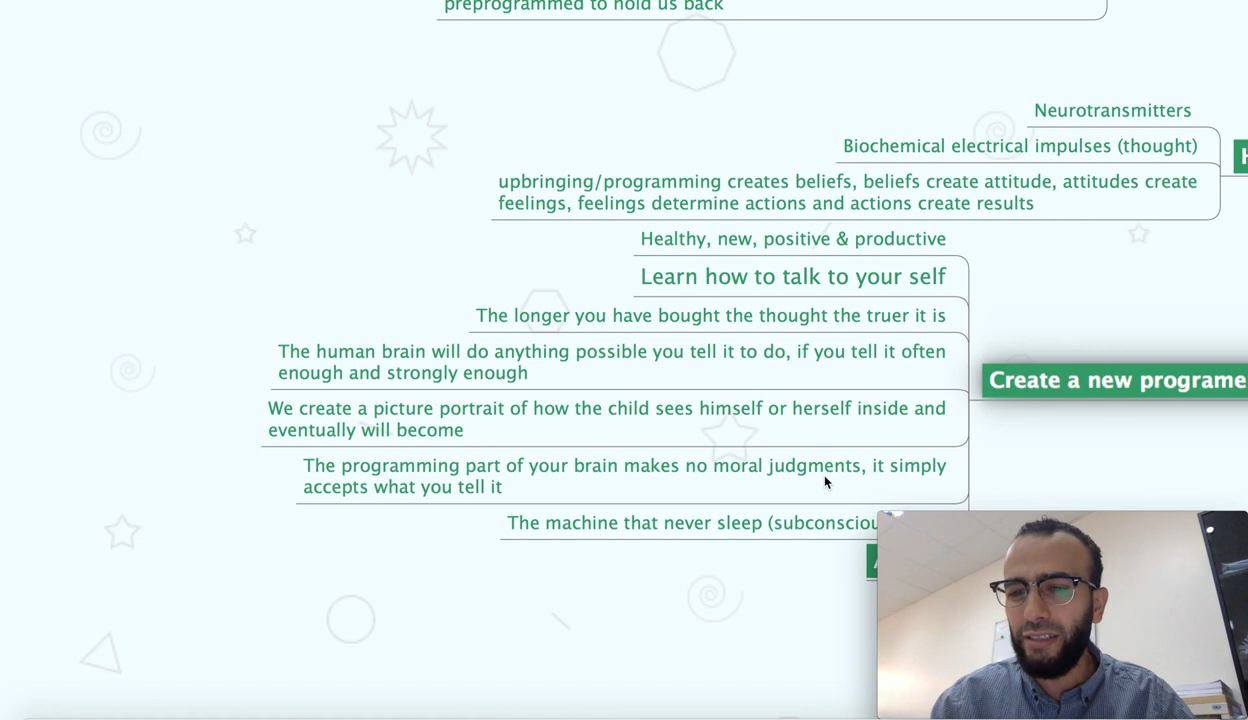 preprogrammed to hold us back
Neurotransmitters
Biochemical electrical impulses (thought)
upbringing/programming creates beliefs, beliefs create attitude, attitudes create
feelings, feelings determine actions and actions create results
Healthy, new, positive & productive
Learn how to talk to your self
The longer you have bought the thought the truer it is
The human brain will do anything possible you tell it to do, if you tell it often
enough and strongly enough
Create a new programe
We create a picture portrait of how the child sees himself or herself inside and
eventually will become
The programming part of your brain makes no moral judgments, it simply
accepts what you tell it
The machine that never sleep